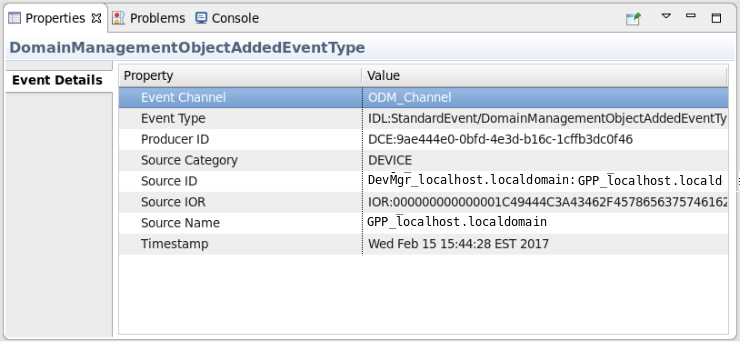 Properties Problems Console
DomainManagementObjectAddedEventType
Event Details
Property Value
Event Channel ODM_Channel
Event Type IDL:StandardEvent/DomainManagementObjectAddedEventTy
Producer ID DCE:9ae444e0-0bfd-4e3d-b16c-1cffb3dc0f46
Source Category DEVICE
Source ID DevMgr_localhost.localdomain:GPP_localhost.locald
Source IOR IOR:000000000000001C49444C3A43462F4578656375746162
Source Name GPP_localhost.localdomain
Timestamp Wed Feb 15 15:44:28 EST 2017